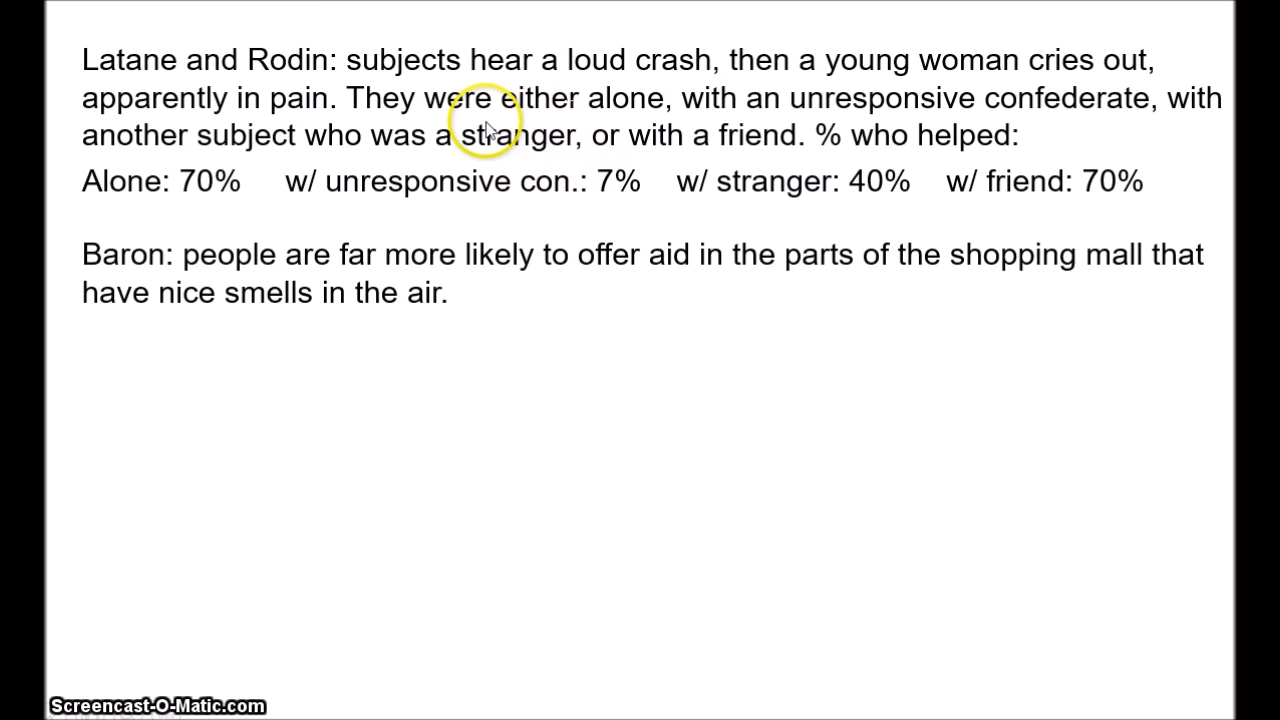 Latane and Rodin: subjects hear a loud crash, then a young woman cries out,
apparently in pain. They were either alone, with an unresponsive confederate, with
another subject who was a stranger, or with a friend. % who helped:
Alone: 70% w/ unresponsive con.: 7% w/ stranger: 40% w/ friend: 70%
Baron: people are far more likely to offer aid in the parts of the shopping mall that
have nice smells in the air.
Screencast-O-Matic.com